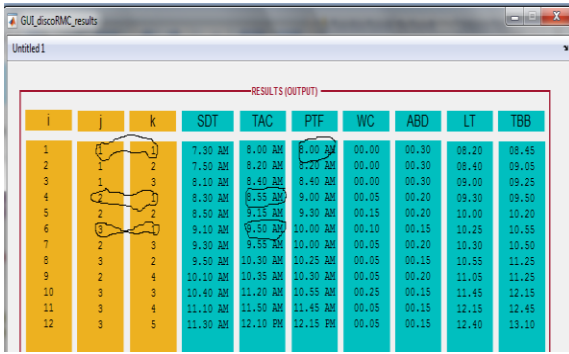 GUI_discoRMC_results
Untitled 1
RESULTS (OUTPUT)
i j k SDT TAC PTF WC ABD LT TBB
1 1 1 7.30 AM 8.00 AM 8.00 AM 00.00 00.30 08.20 08.45
2 1 2 7.50 AM 8.20 AM 8.20 AM 00.00 00.30 08.40 09.05
3 1 3 8.10 AM 8.40 AM 8.40 AM 00.00 00.30 09.00 09.25
4 2 1 8.30 AM 8.55 AM 9.00 AM 00.05 00.20 09.30 09.50
5 2 2 8.50 AM 9.15 AM 9.30 AM 00.15 00.20 10.00 10.20
6 3 1 9.10 AM 9.50 AM 10.00 AM 00.10 00.15 10.25 10.55
7 2 3 9.30 AM 9.55 AM 10.00 AM 00.05 00.20 10.30 10.50
8 3 2 9.50 AM 10.30 AM 10.25 AM 00.05 00.15 10.55 11.25
9 2 4 10.10 AM 10.35 AM 10.30 AM 00.05 00.20 11.05 11.25
10 3 3 10.40 AM 11.20 AM 10.55 AM 00.25 00.15 11.45 12.15
11 3 4 11.10 AM 11.50 AM 11.45 AM 00.05 00.15 12.15 12.45
12 3 5 11.30 AM 12.10 PM 12.15 PM 00.05 00.15 12.40 13.10